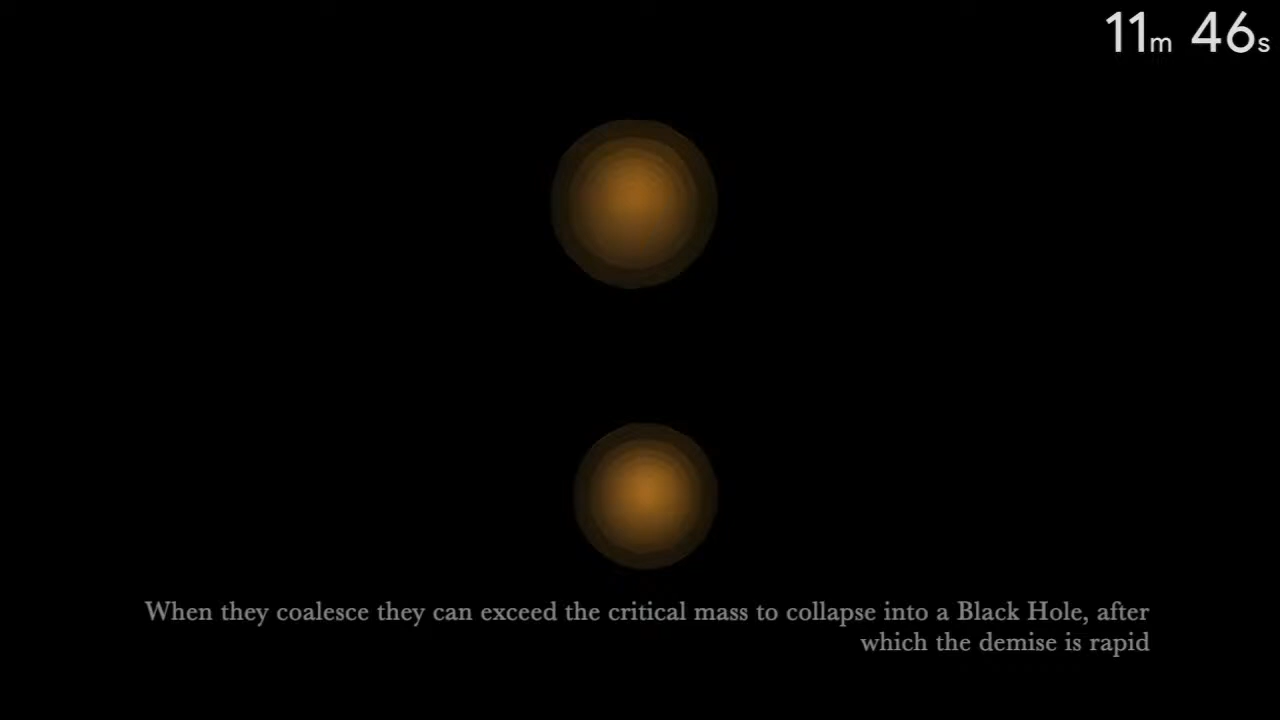 11m 46s
When they coalesce they can exceed the critical mass to collapse into a Black Hole, after
which the demise is rapid